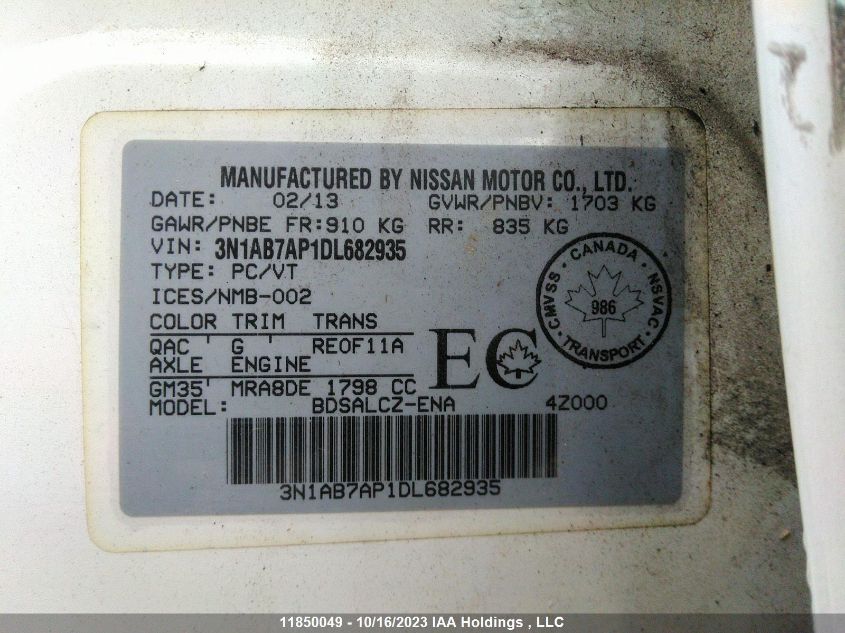 MANUFACTURED BY NISSAN MOTOR CO., LTD.
DATE: 02/13 GVWR/PNBV: 1703 KG
GAWR/PNBE FR:910 KG RR: 835 KG
VIN: 3N1AB7AP1DL682935
TYPE: PC/VT
ICES/NMB-002
COLOR TRIM TRANS
QAC G REOF11A
AXLE ENGINE
GM35 MRA8DE 1798 CC
MODEL: BDSALCZ-ENA 4Z000
EC
CANADA
CMVSS NSVAC
986
TRANSPORT
3N1AB7AP1DL682935
11850049 - 10/16/2023 IAA Holdings , LLC